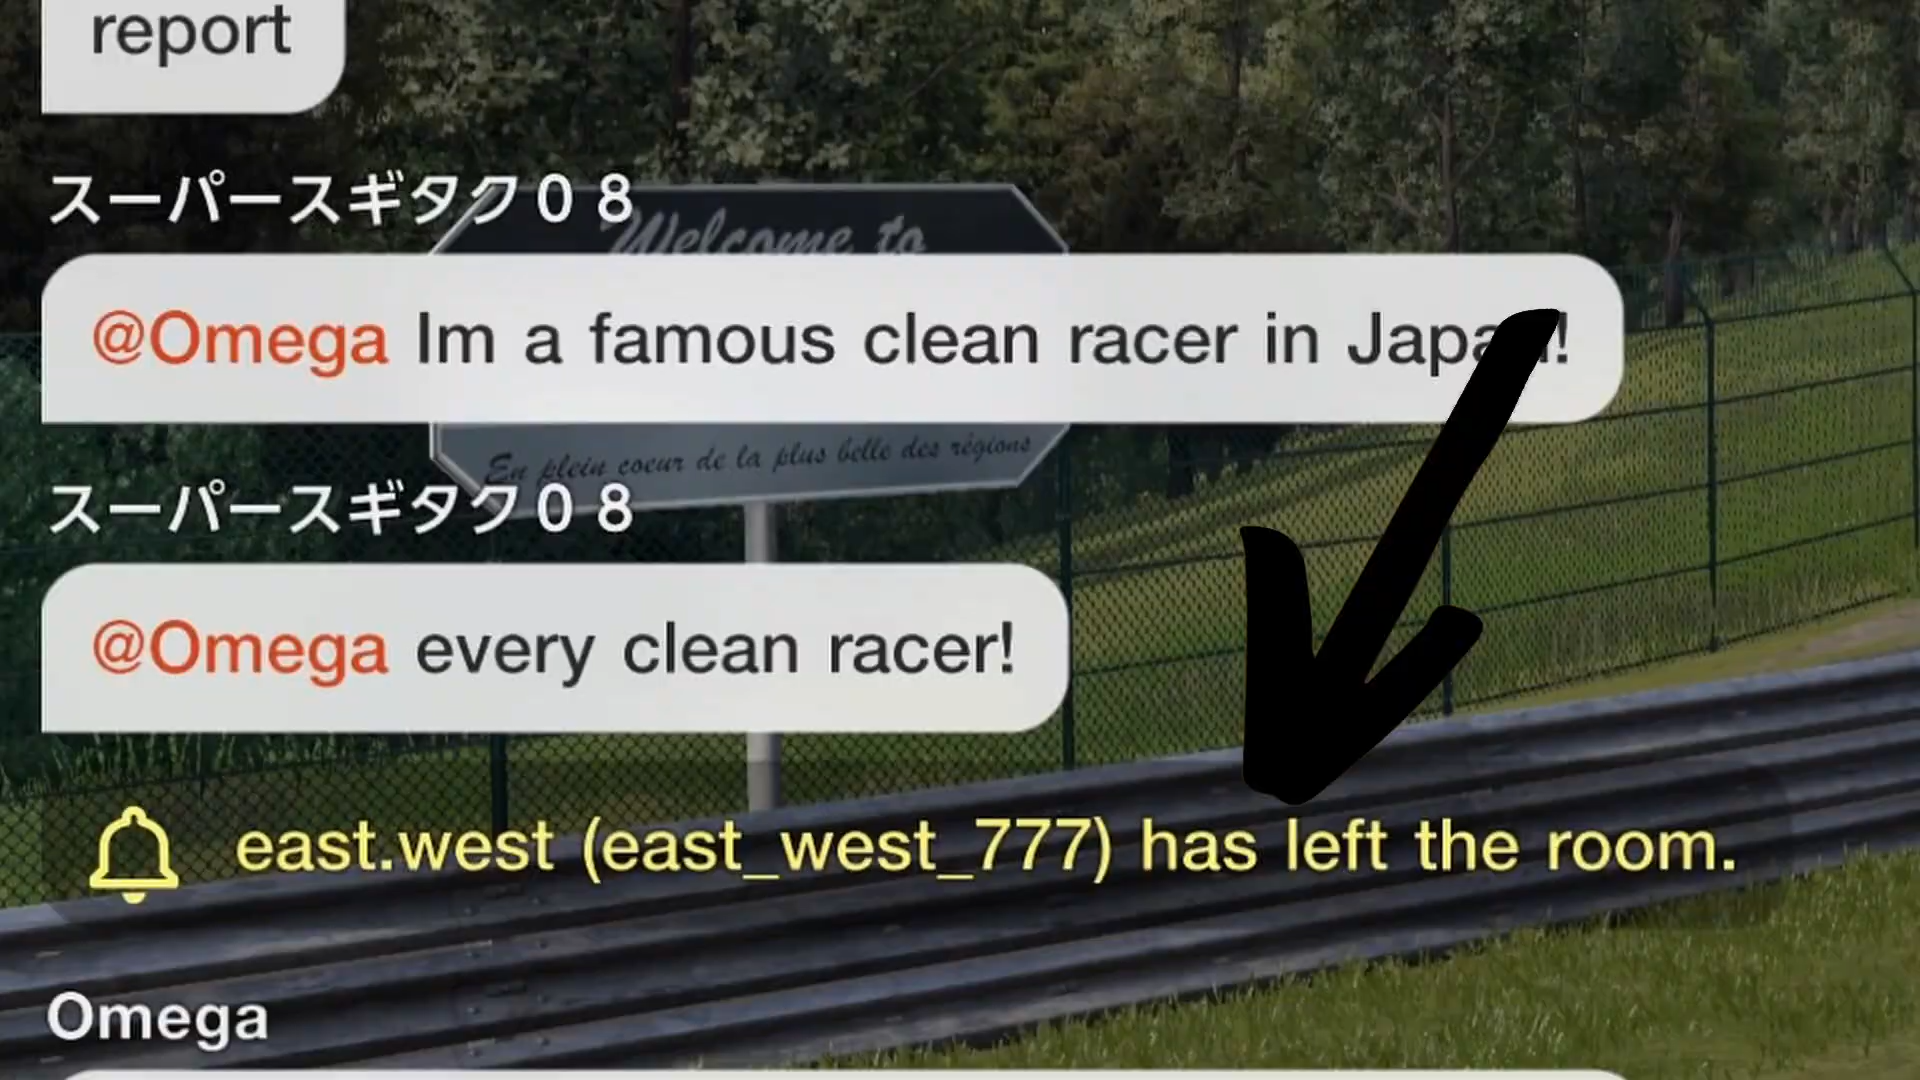 report
スーパースギタク０８
Welcome to
@Omega Im a famous clean racer in Japan!
En plein coeur de la plus belle des régions
スーパースギタク０８
@Omega every clean racer!
east.west (east_west_777) has left the room.
Omega